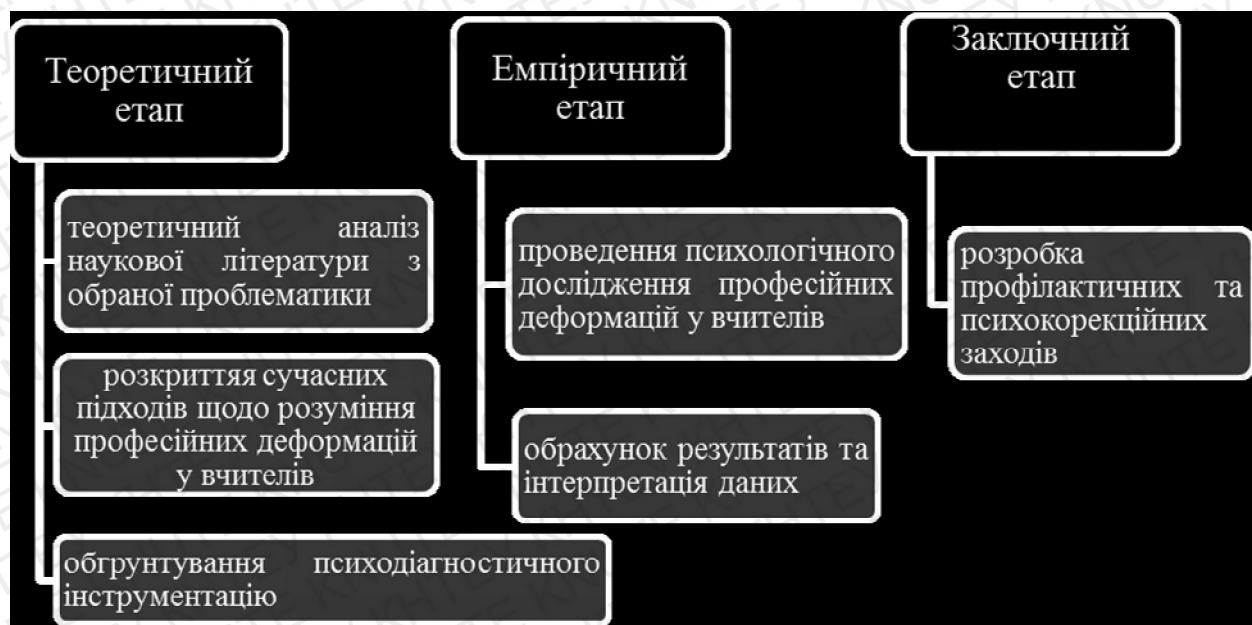 Теоретичний
етап
теоретичний аналіз
наукової літератури з
обраної проблематики
розкриттяя сучасних
підходів щодо розуміння
професійних деформацій
у вчителів
обгрунтування психодіагностичного
інструментацію
Емпіричний
етап
проведення психологічного
дослідження професійних
деформацій у вчителів
обрахунок результатів та
інтерпретація даних
Заключний
етап
розробка
профілактичних та
психокорекційних
заходів